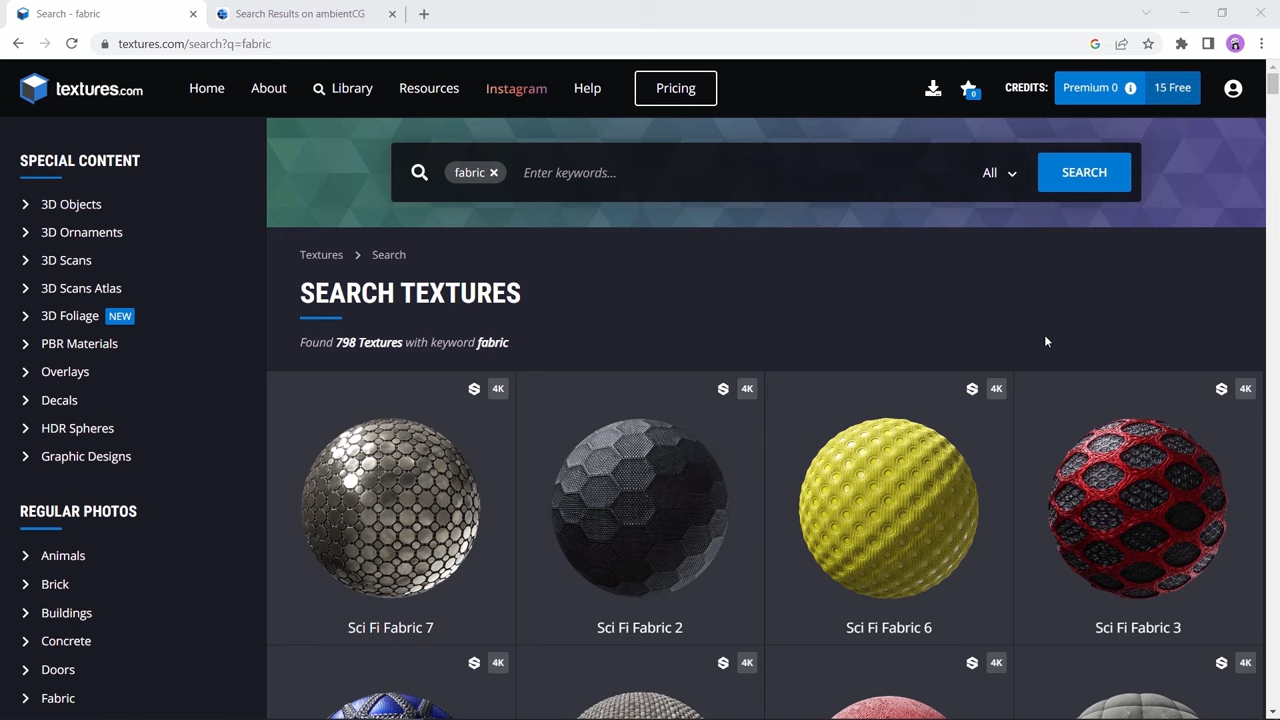 Search - fabric
Search Results on ambientCG
textures.com/search?q=fabric
textures.com
Home About Library Resources Instagram Help Pricing
0
CREDITS: Premium 0 15 Free
SPECIAL CONTENT
3D Objects
3D Ornaments
3D Scans
3D Scans Atlas
3D Foliage NEW
PBR Materials
Overlays
Decals
HDR Spheres
Graphic Designs
REGULAR PHOTOS
Animals
Brick
Buildings
Concrete
Doors
Fabric
fabric Enter keywords... All SEARCH
Textures Search
SEARCH TEXTURES
Found 798 Textures with keyword fabric
4K 4K 4K 4K
Sci Fi Fabric 7 Sci Fi Fabric 2 Sci Fi Fabric 6 Sci Fi Fabric 3
4K 4K 4K 4K